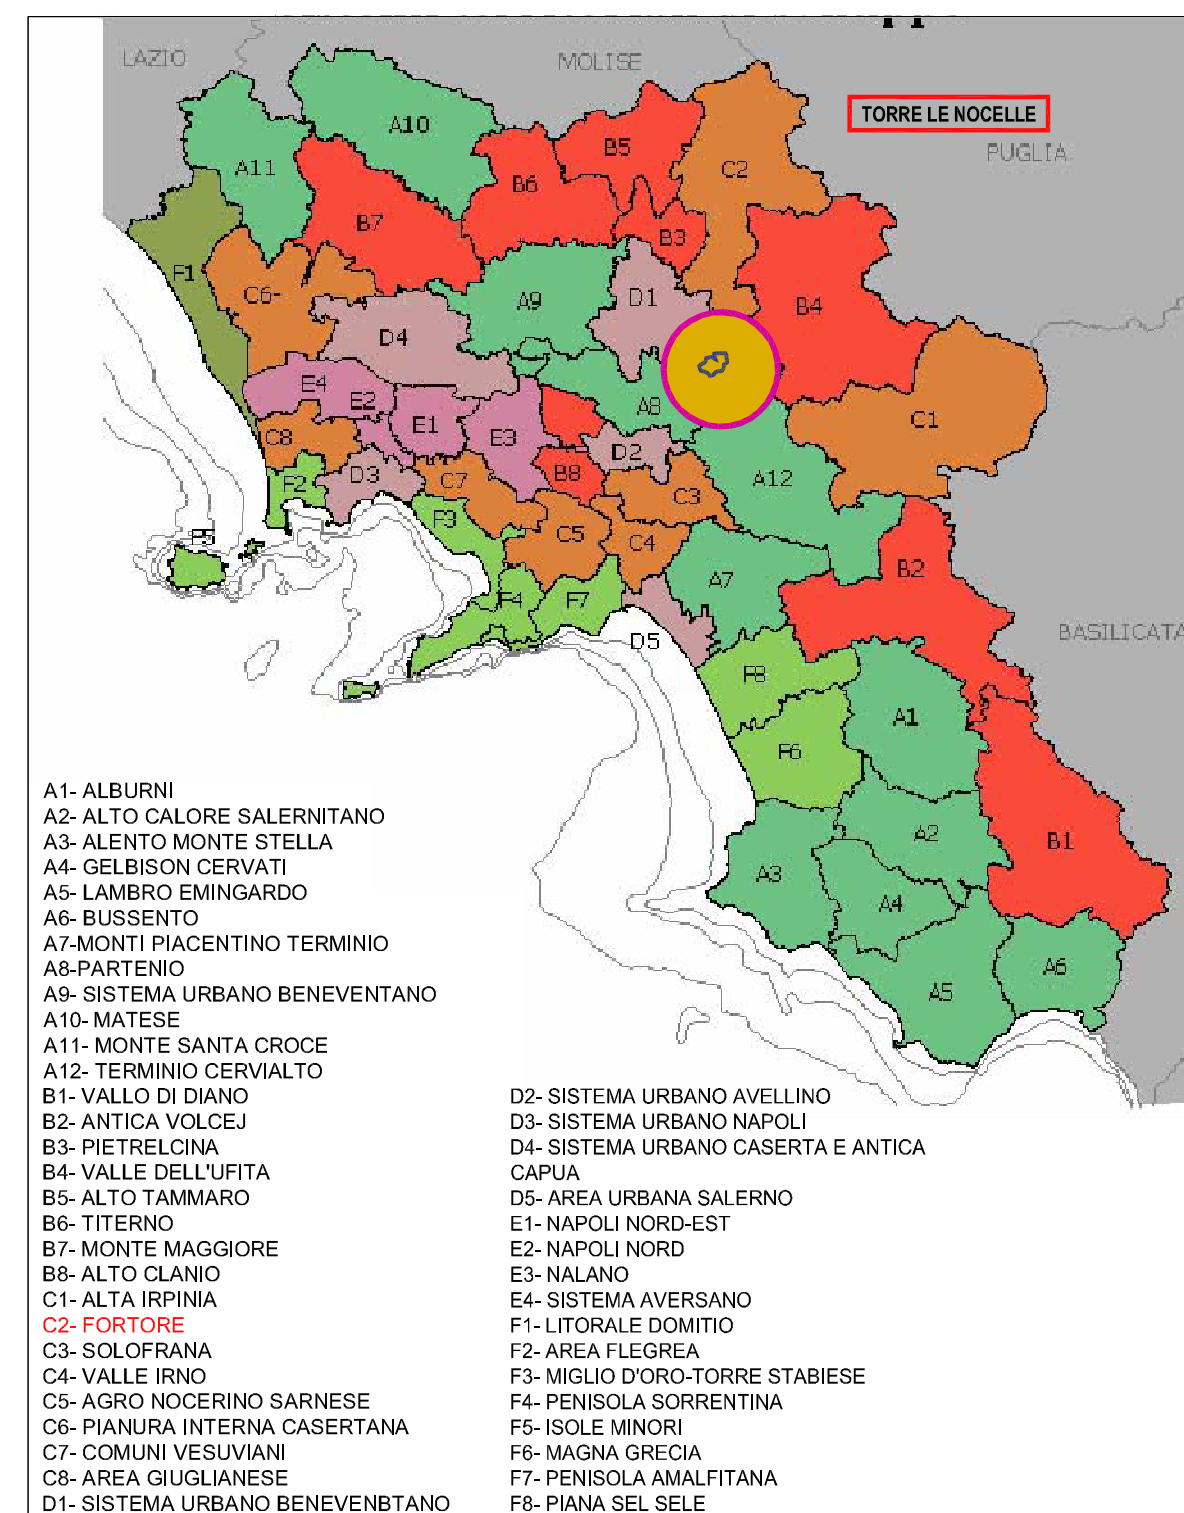 LAZIO
MOLISE
TORRE LE NOCELLE
PUGLIA
A10
A11
B5
C2
B6
B7
B3
F1
C6-
A9
D1
B4
D4
E4
E2
A8
C1
E1
E3
C8
D2
B8
A12
F2
D3
C7
C3
F3
C5
C4
F5
B2
A7
F4
F7
D5
BASILICATA
F8
A1
F6
A2
B1
A3
A4
A6
A5
A1- ALBURNI
A2- ALTO CALORE SALERNITANO
A3- ALENTO MONTE STELLA
A4- GELBISON CERVATI
A5- LAMBRO EMINGARDO
A6- BUSSENTO
A7-MONTI PIACENTINO TERMINIO
A8-PARTENIO
A9- SISTEMA URBANO BENEVENTANO
A10- MATESE
A11- MONTE SANTA CROCE
A12- TERMINIO CERVIALTO
B1- VALLO DI DIANO
B2- ANTICA VOLCEJ
B3- PIETRELCINA
B4- VALLE DELL'UFITA
B5- ALTO TAMMARO
B6- TITERNO
B7- MONTE MAGGIORE
B8- ALTO CLANIO
C1- ALTA IRPINIA
C2- FORTORE
C3- SOLOFRANA
C4- VALLE IRNO
C5- AGRO NOCERINO SARNESE
C6- PIANURA INTERNA CASERTANA
C7- COMUNI VESUVIANI
C8- AREA GIUGLIANESE
D1- SISTEMA URBANO BENEVENBTANO
D2- SISTEMA URBANO AVELLINO
D3- SISTEMA URBANO NAPOLI
D4- SISTEMA URBANO CASERTA E ANTICA
CAPUA
D5- AREA URBANA SALERNO
E1- NAPOLI NORD-EST
E2- NAPOLI NORD
E3- NALANO
E4- SISTEMA AVERSANO
F1- LITORALE DOMITIO
F2- AREA FLEGREA
F3- MIGLIO D'ORO-TORRE STABIESE
F4- PENISOLA SORRENTINA
F5- ISOLE MINORI
F6- MAGNA GRECIA
F7- PENISOLA AMALFITANA
F8- PIANA SEL SELE